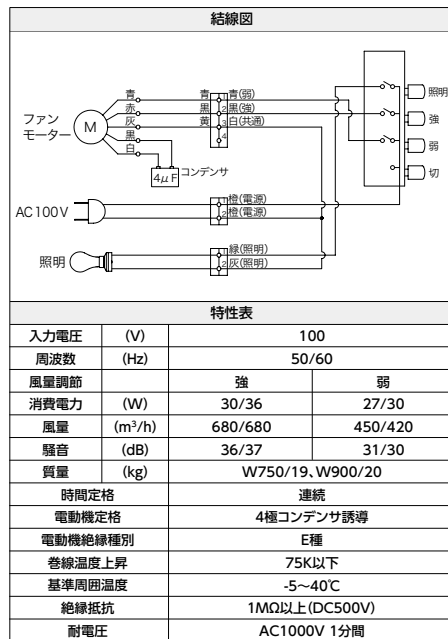 結線図
青
赤
灰
黒
白
ファン
モーター
M
4μF
コンデンサ
青
黒
黄
1
2
3
4
青(弱)
黒(強)
白(共通)
照明
強
弱
切
AC100V
1
2
橙(電源)
橙(電源)
照明
1
2
緑(照明)
灰(照明)
特性表
入力電圧 (V) 100
周波数 (Hz) 50/60
風量調節 強 弱
消費電力 (W) 30/36 27/30
風量 (m³/h) 680/680 450/420
騒音 (dB) 36/37 31/30
質量 (kg) W750/19、W900/20
時間定格 連続
電動機定格 4極コンデンサ誘導
電動機絶縁種別 E種
巻線温度上昇 75K以下
基準周囲温度 -5〜40℃
絶縁抵抗 1MΩ以上(DC500V)
耐電圧 AC1000V 1分間